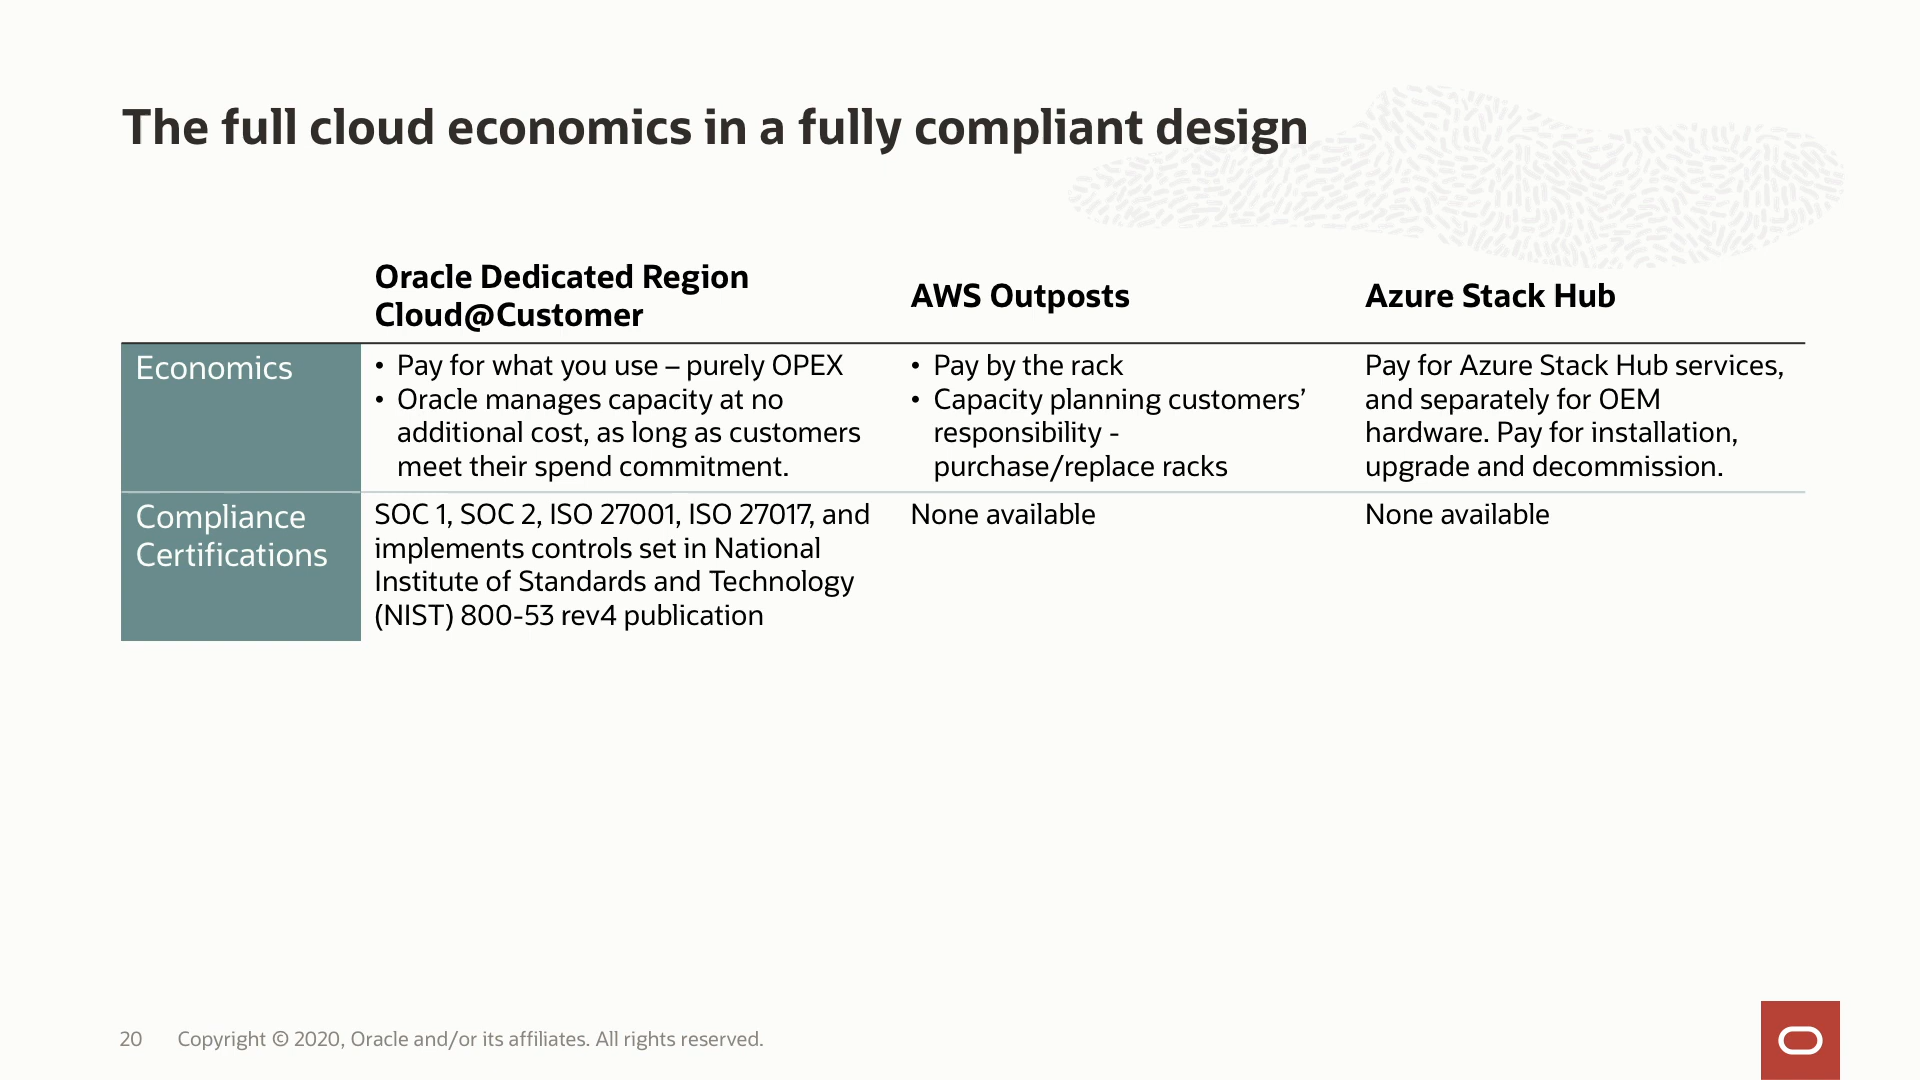 The full cloud economics in a fully compliant design
Oracle Dedicated Region
Cloud@Customer
AWS Outposts
Azure Stack Hub
Economics
• Pay for what you use – purely OPEX
• Oracle manages capacity at no
additional cost, as long as customers
meet their spend commitment.
• Pay by the rack
• Capacity planning customers’
responsibility -
purchase/replace racks
Pay for Azure Stack Hub services,
and separately for OEM
hardware. Pay for installation,
upgrade and decommission.
Compliance
Certifications
SOC 1, SOC 2, ISO 27001, ISO 27017, and
implements controls set in National
Institute of Standards and Technology
(NIST) 800-53 rev4 publication
None available
None available
20 Copyright © 2020, Oracle and/or its affiliates. All rights reserved.